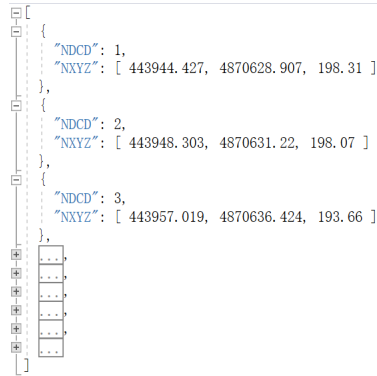 [
{
"NDCD": 1,
"NXYZ": [ 443944.427, 4870628.907, 198.31 ]
},
{
"NDCD": 2,
"NXYZ": [ 443948.303, 4870631.22, 198.07 ]
},
{
"NDCD": 3,
"NXYZ": [ 443957.019, 4870636.424, 193.66 ]
},
...,
...,
...,
...,
...,
...
]